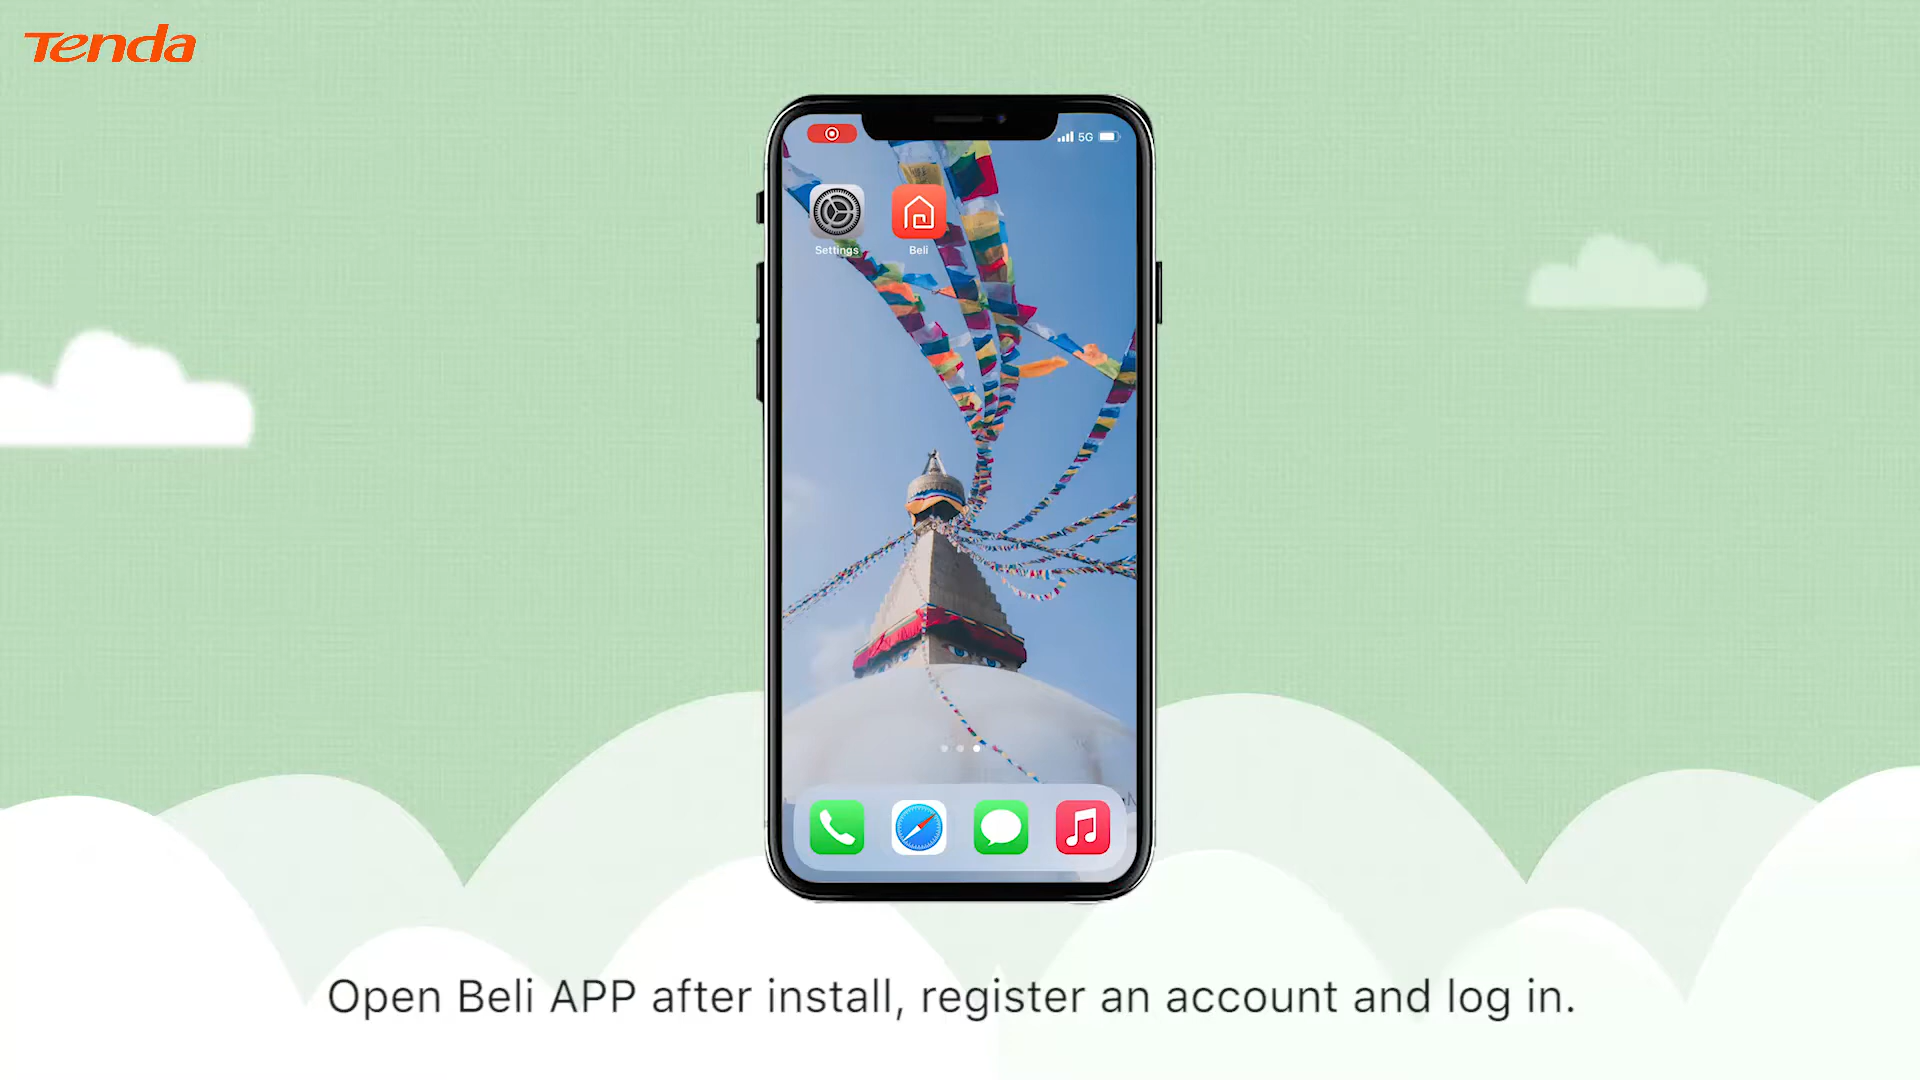 Tenda
5G
Settings
Beli
Open Beli APP after install, register an account and log in.